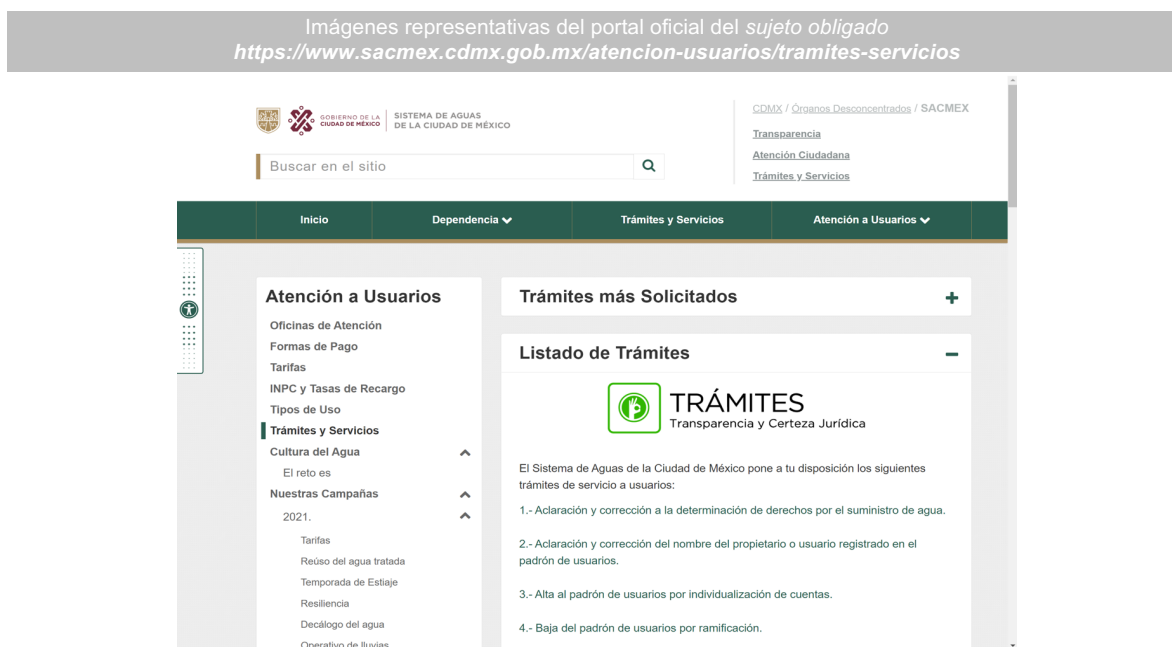 Imágenes representativas del portal oficial del sujeto obligado
https://www.sacmex.cdmx.gob.mx/atencion-usuarios/tramites-servicios
GOBIERNO DE LA
CIUDAD DE MÉXICO
SISTEMA DE AGUAS
DE LA CIUDAD DE MÉXICO
CDMX / Órganos Desconcentrados / SACMEX
Transparencia
Atención Ciudadana
Trámites y Servicios
Buscar en el sitio
Inicio
Dependencia
Trámites y Servicios
Atención a Usuarios
Atención a Usuarios
Oficinas de Atención
Formas de Pago
Tarifas
INPC y Tasas de Recargo
Tipos de Uso
Trámites y Servicios
Cultura del Agua
El reto es
Nuestras Campañas
2021.
Tarifas
Reúso del agua tratada
Temporada de Estiaje
Resiliencia
Decálogo del agua
Operativo de lluvias
Trámites más Solicitados
Listado de Trámites
TRÁMITES
Transparencia y Certeza Jurídica
El Sistema de Aguas de la Ciudad de México pone a tu disposición los siguientes
trámites de servicio a usuarios:
1.- Aclaración y corrección a la determinación de derechos por el suministro de agua.
2.- Aclaración y corrección del nombre del propietario o usuario registrado en el
padrón de usuarios.
3.- Alta al padrón de usuarios por individualización de cuentas.
4.- Baja del padrón de usuarios por ramificación.